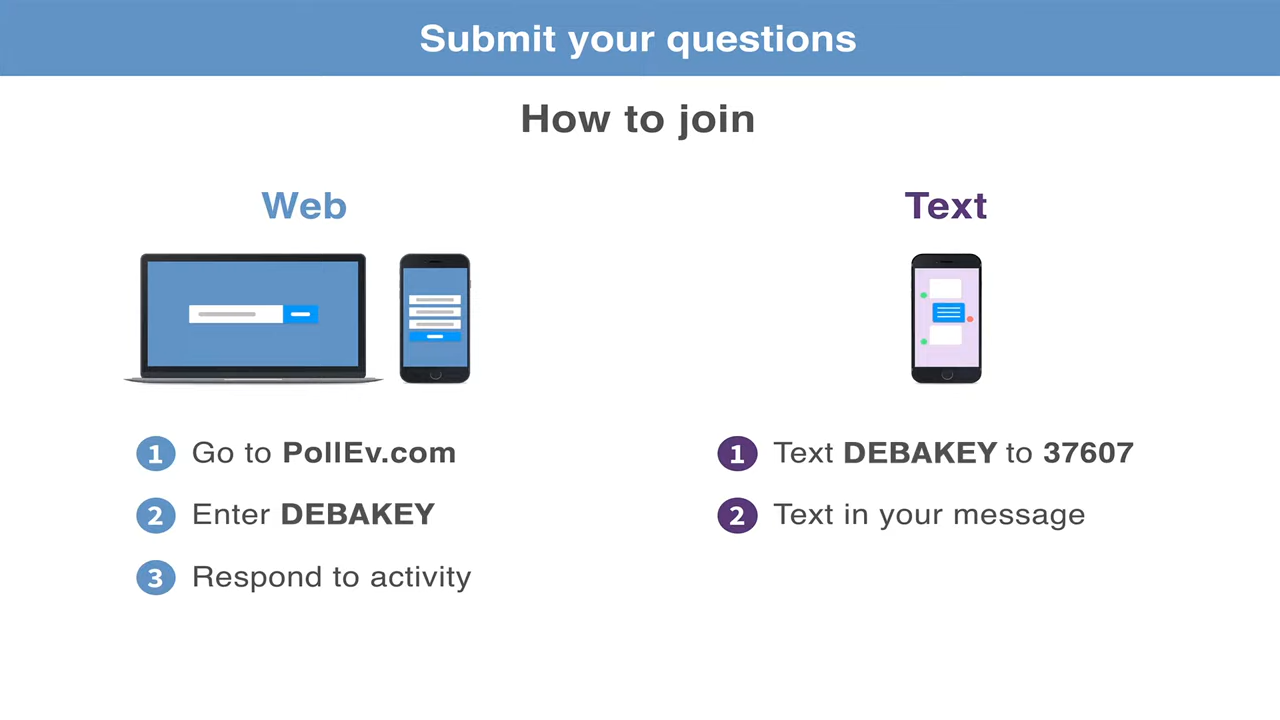 Submit your questions
How to join
Web
1 Go to PollEv.com
2 Enter DEBAKEY
3 Respond to activity
Text
1 Text DEBAKEY to 37607
2 Text in your message